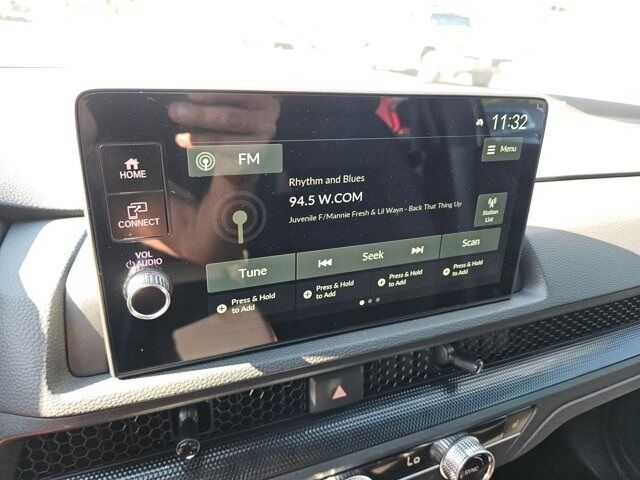 11:32
FM
Menu
HOME
Rhythm and Blues
94.5 W.COM
Juvenile F/Mannie Fresh & Lil Wayn - Back That Thing Up
CONNECT
Station
List
VOL
AUDIO
Tune
Seek
Scan
Press & Hold
to Add
Press & Hold
to Add
Press & Hold
to Add
Press & Hold
to Add
Lo
SYNC